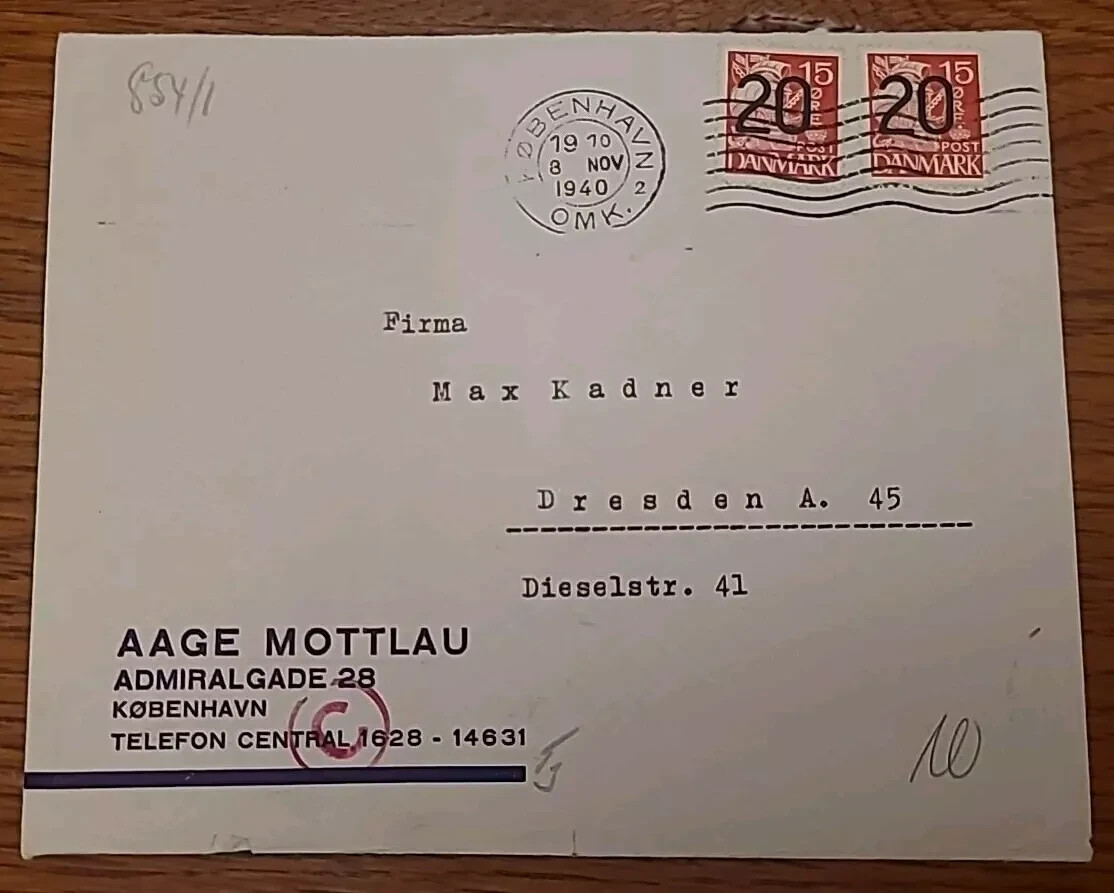 854/1
KØBENHAVN
19 10
8 NOV
1940
2
OMK.
15
ØRE
20
POST
DANMARK
15
ØRE
20
POST
DANMARK
Firma
Max Kadner
Dresden A. 45
Dieselstr. 41
AAGE MOTTLAU
ADMIRALGADE 28
KØBENHAVN
TELEFON CENTRAL 1628 - 14631
C
10